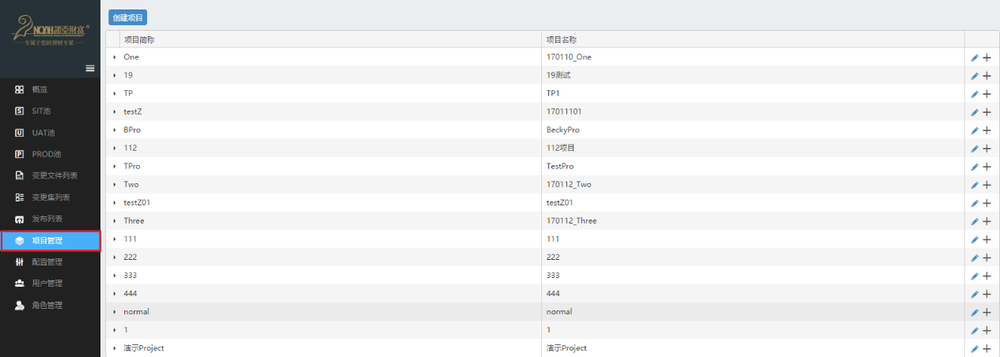 NOAH諾亞財富®
创建项目
项目简称 项目名称
One 170110_One
19 19测试
TP TP1
testZ 17011101
BPro BeckyPro
112 112项目
TPro TestPro
Two 170112_Two
testZ01 testZ01
Three 170112_Three
111 111
222 222
333 333
444 444
normal normal
1 1
演示Project 演示Project
专属于您的理财专家
概览
S SIT池
U UAT池
P PROD池
变更文件列表
变更集列表
发布列表
项目管理
配置管理
用户管理
角色管理